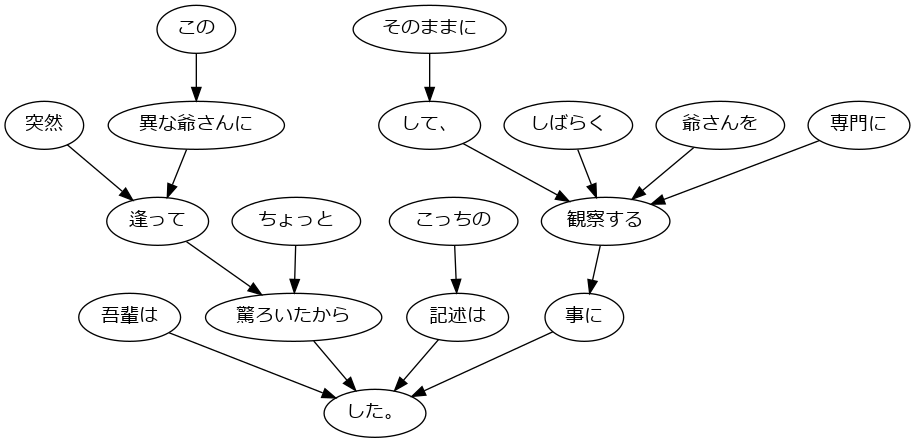 この
そのままに
突然
異な爺さんに
して、
しばらく
爺さんを
専門に
逢って
ちょっと
こっちの
観察する
吾輩は
驚ろいたから
記述は
事に
した。